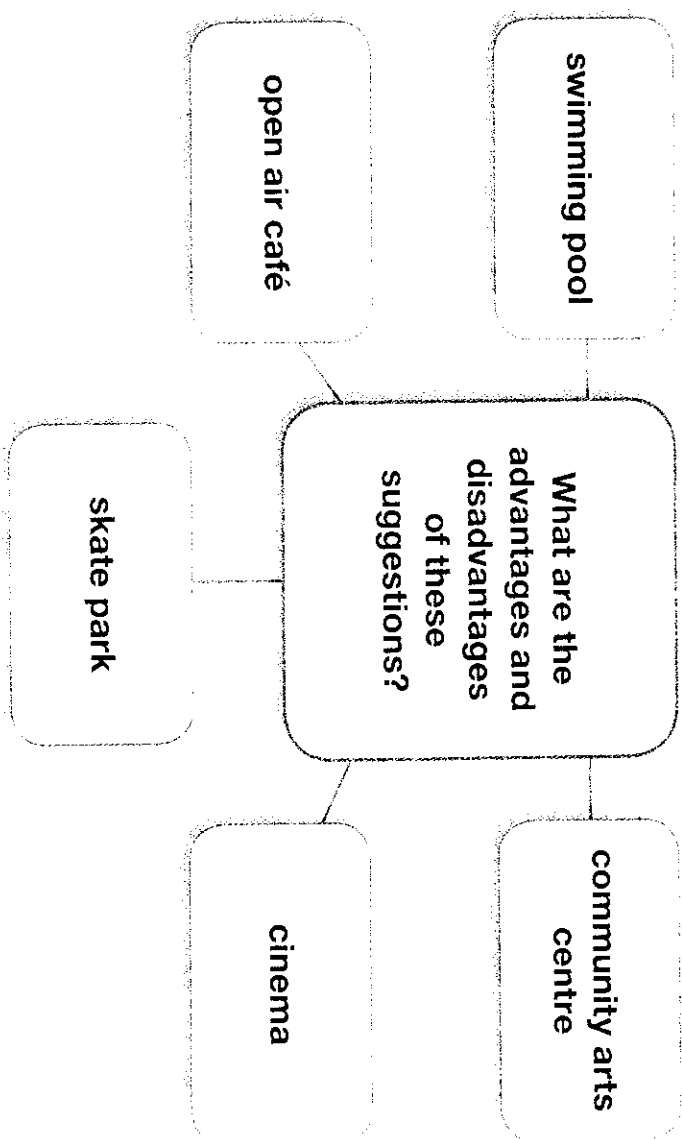 swimming pool
What are the
advantages and
disadvantages
of these
suggestions?
community arts
centre
open air café
skate park
cinema